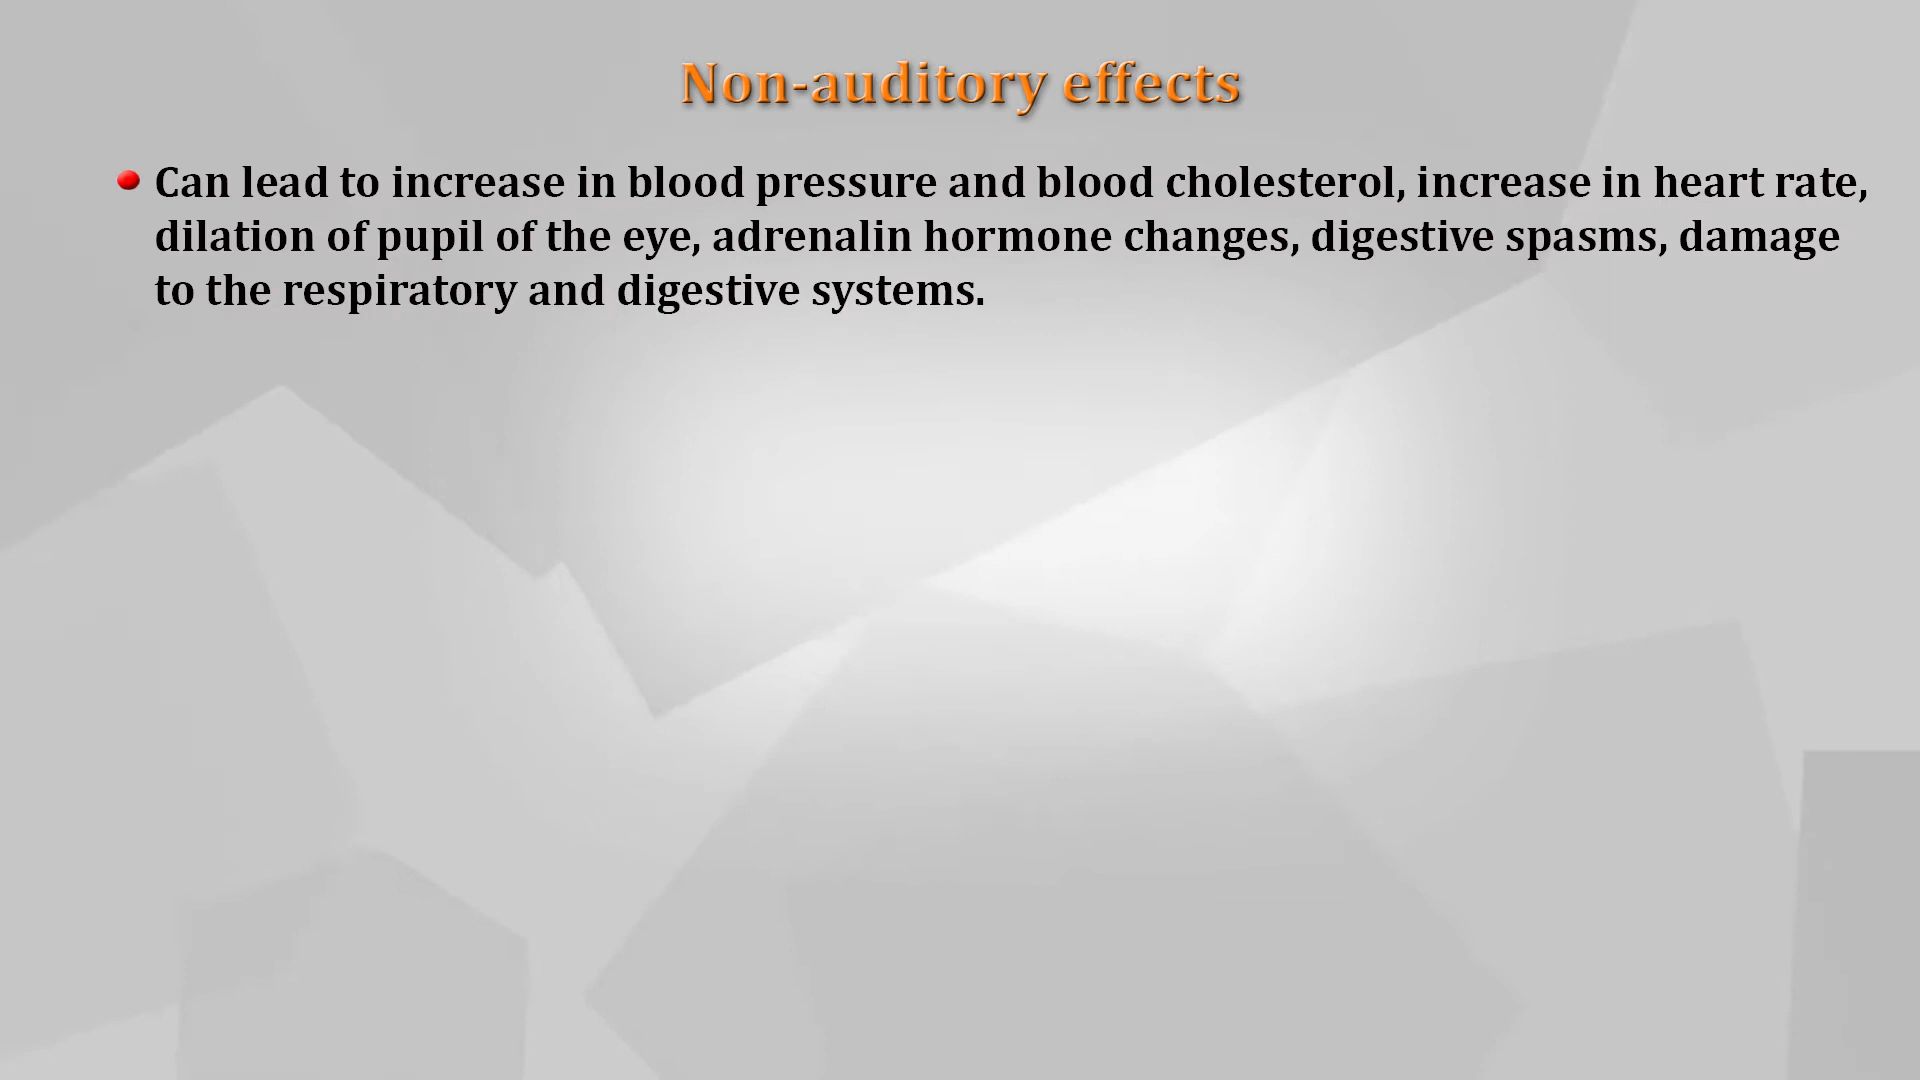 Non-auditory effects
Can lead to increase in blood pressure and blood cholesterol, increase in heart rate,
dilation of pupil of the eye, adrenalin hormone changes, digestive spasms, damage
to the respiratory and digestive systems.